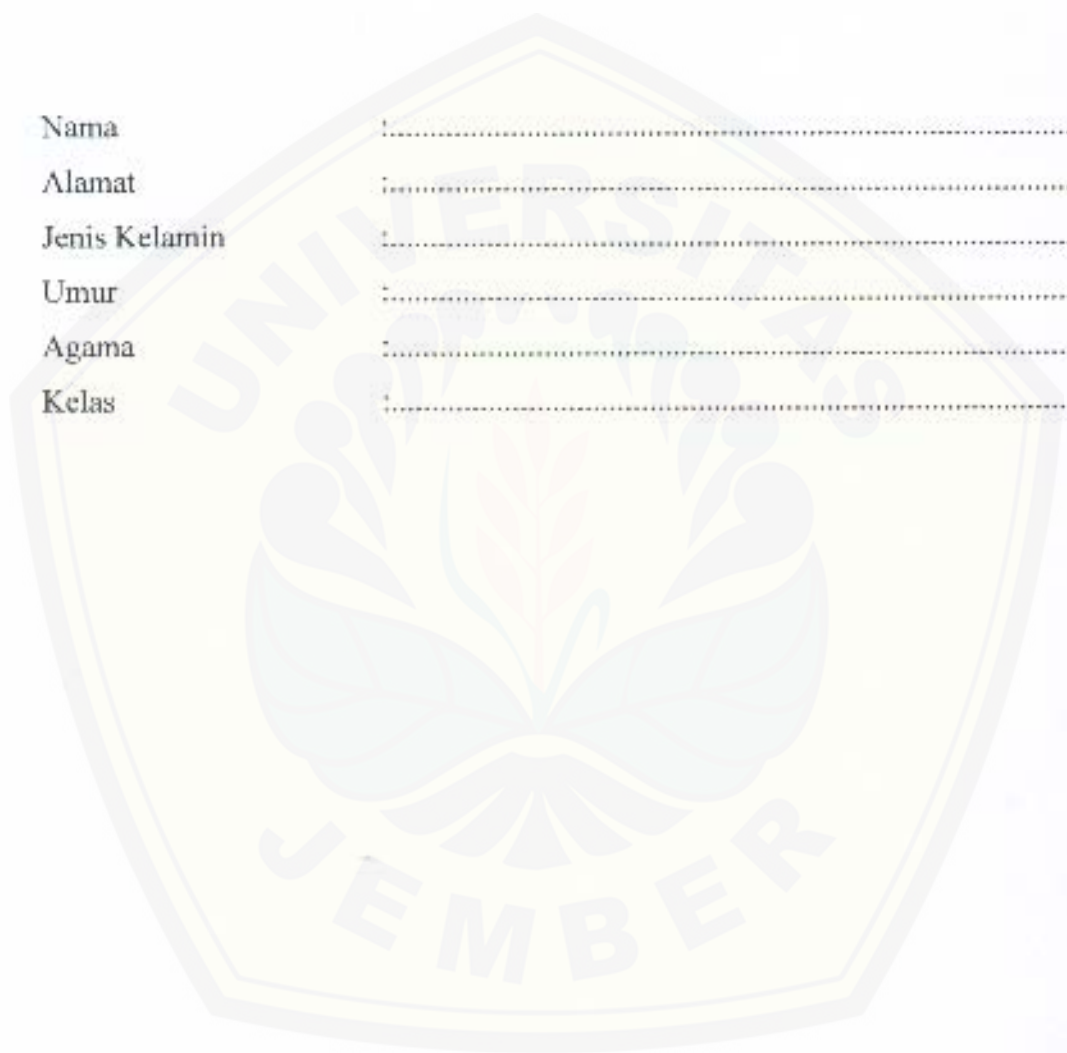 Nama :..............................................................................
Alamat :..............................................................................
Jenis Kelamin :..............................................................................
Umur :..............................................................................
Agama :..............................................................................
Kelas :..............................................................................
UNIVERSITAS
JEMBER